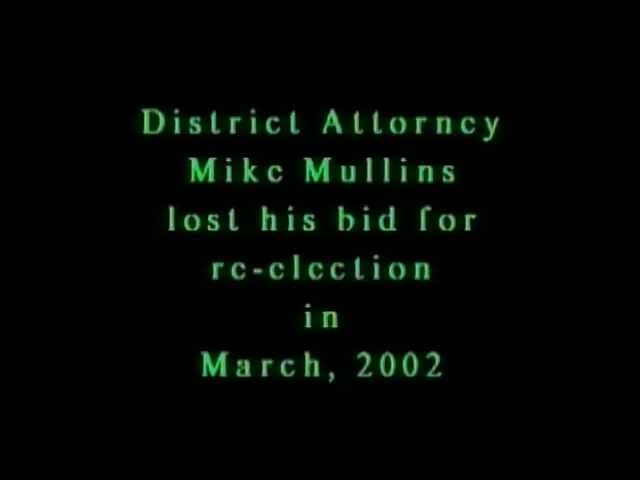 District Attorney
Mike Mullins
lost his bid for
re-election
in
March, 2002